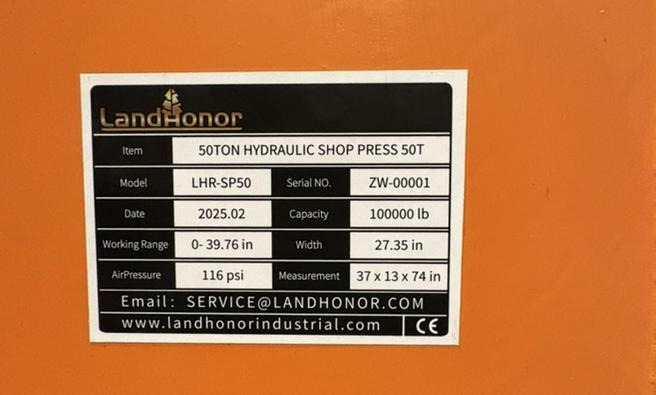 LandHonor
Item 50TON HYDRAULIC SHOP PRESS 50T
Model LHR-SP50 Serial NO. ZW-00001
Date 2025.02 Capacity 100000 lb
Working Range 0- 39.76 in Width 27.35 in
AirPressure 116 psi Measurement 37 x 13 x 74 in
Email: SERVICE@LANDHONOR.COM
www.landhonorindustrial.com CE